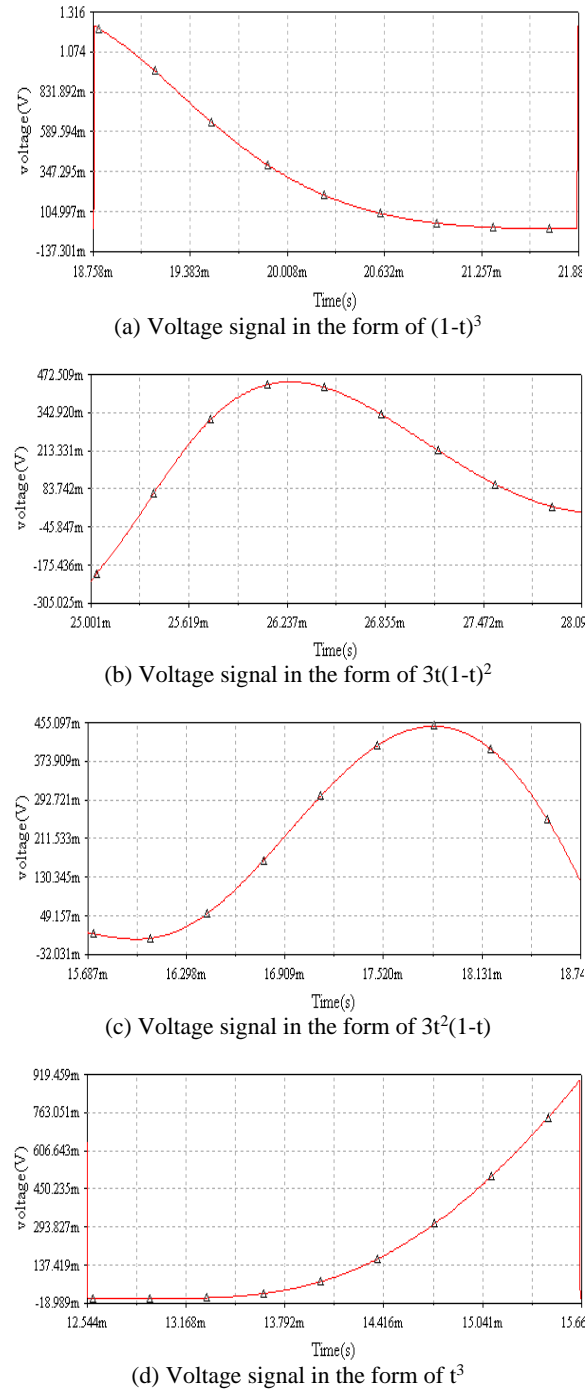 1.316
1.074
831.892m
589.594m
347.295m
104.997m
-137.301m
voltage(V)
18.758m 19.383m 20.008m 20.632m 21.257m 21.88
Time(s)
(a) Voltage signal in the form of (1-t)³
472.509m
342.920m
213.331m
83.742m
-45.847m
-175.436m
-305.025m
voltage(V)
25.001m 25.619m 26.237m 26.855m 27.472m 28.09
Time(s)
(b) Voltage signal in the form of 3t(1-t)²
455.097m
373.909m
292.721m
211.533m
130.345m
49.157m
-32.031m
voltage(V)
15.687m 16.298m 16.909m 17.520m 18.131m 18.74
Time(s)
(c) Voltage signal in the form of 3t²(1-t)
919.459m
763.051m
606.643m
450.235m
293.827m
137.419m
-18.989m
voltage(V)
12.544m 13.168m 13.792m 14.416m 15.041m 15.66
Time(s)
(d) Voltage signal in the form of t³